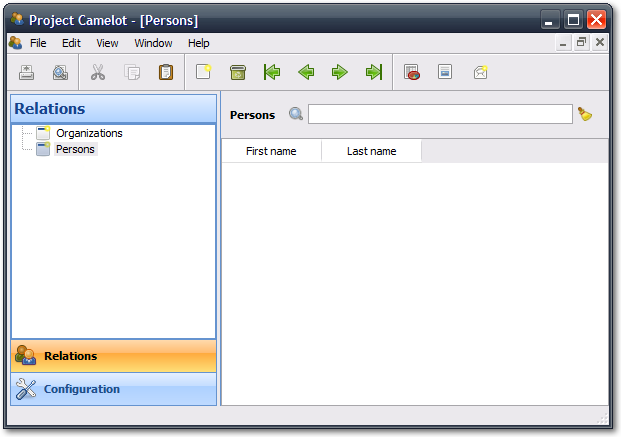 Project Camelot - [Persons]
File Edit View Window Help
Relations
Organizations
Persons
Relations
Configuration
Persons
First name Last name